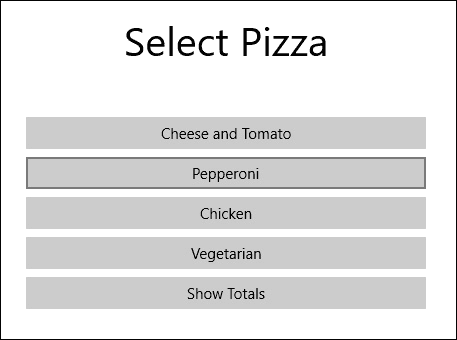 Select Pizza
Cheese and Tomato
Pepperoni
Chicken
Vegetarian
Show Totals